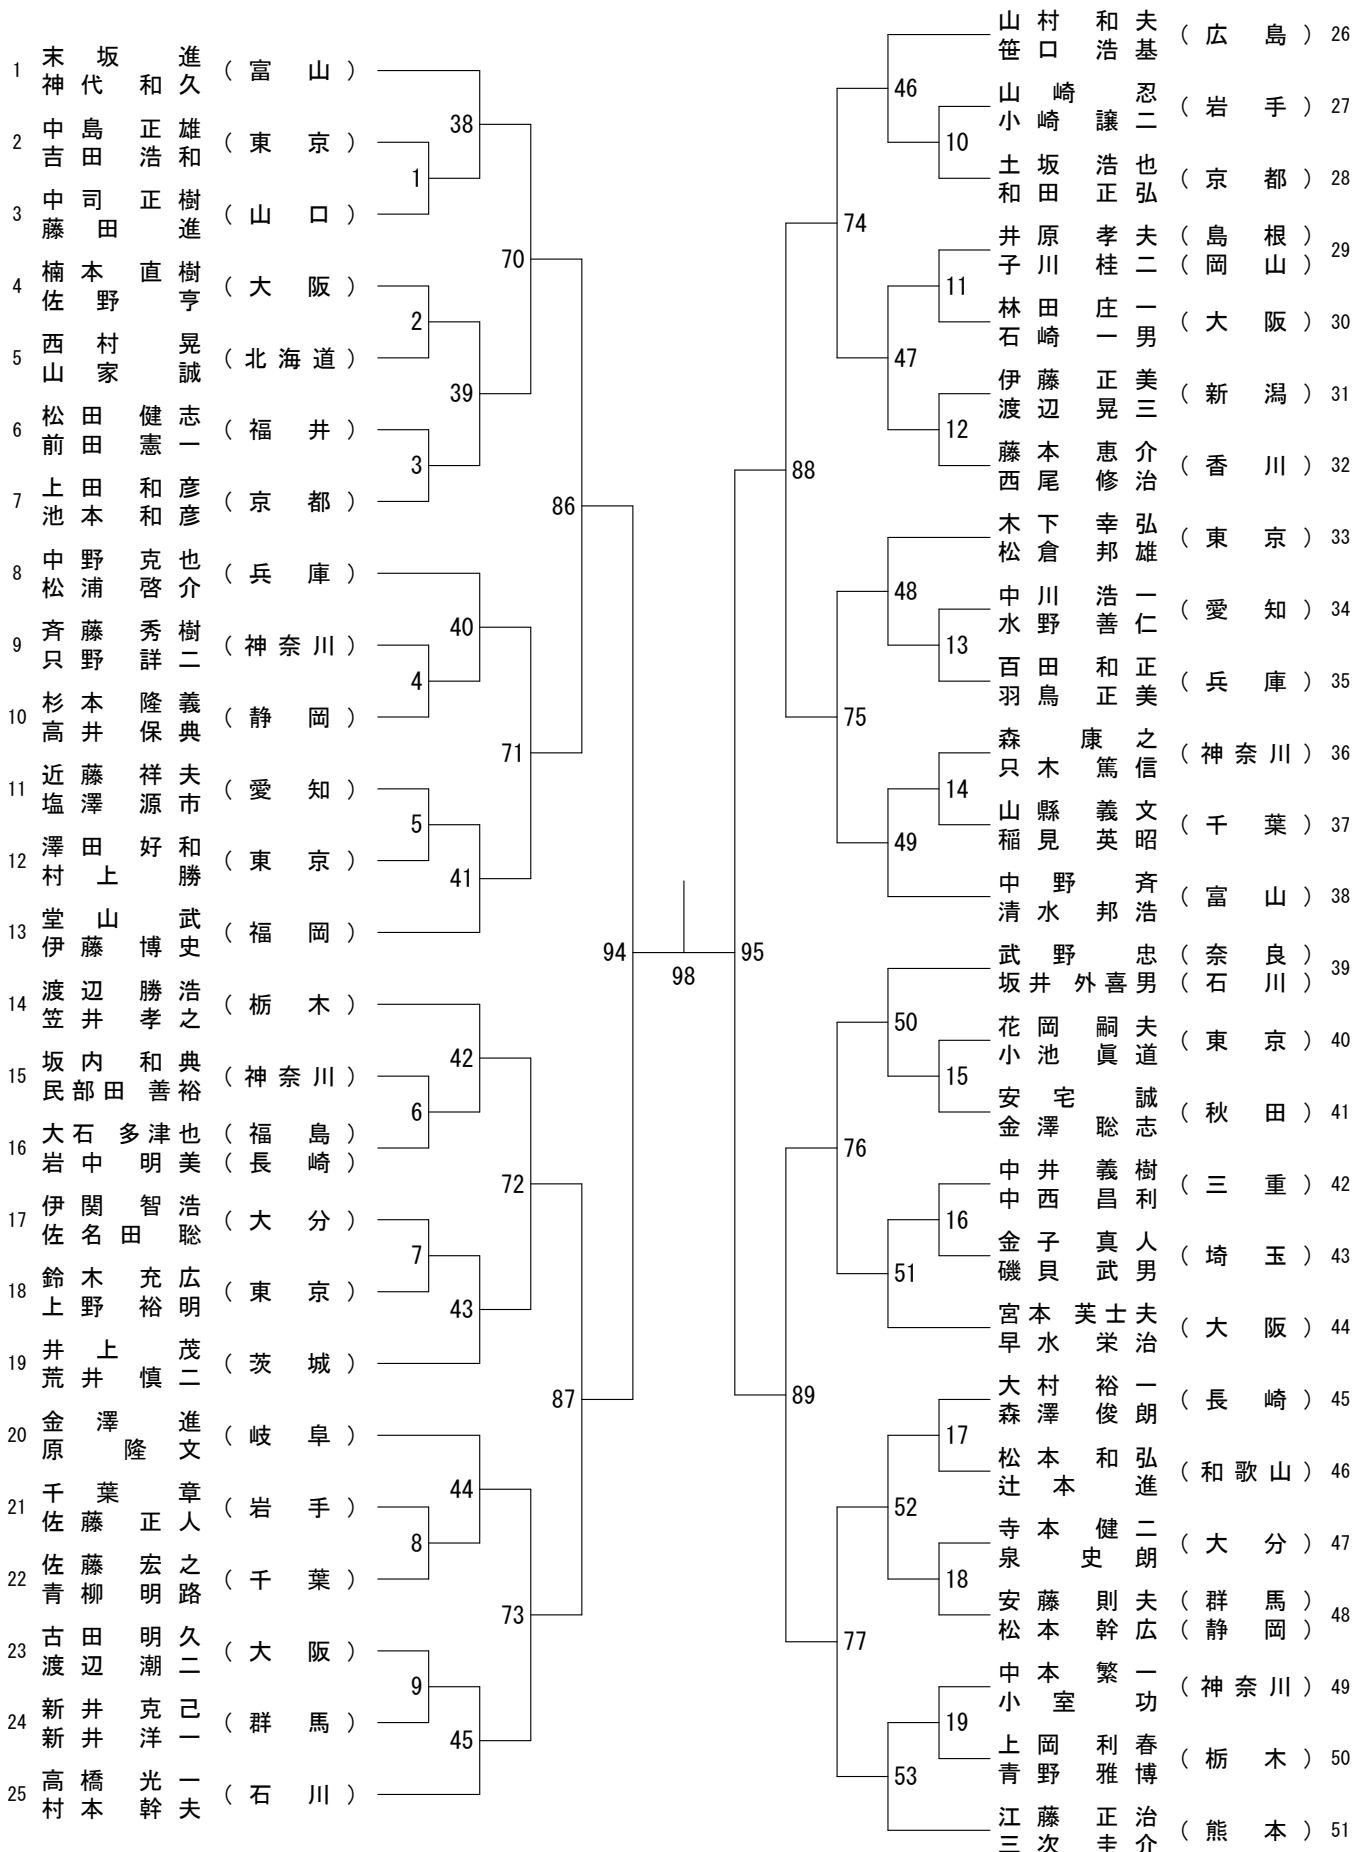 1 末坂 進 (富山)
神代 和久
2 中島 正雄 (東京)
吉田 浩和
3 中司 正樹 (山口)
藤田 進
4 楠本 直樹 (大阪)
佐野 亨
5 西村 晃 (北海道)
山家 誠
6 松田 健志 (福井)
前田 憲一
7 上田 和彦 (京都)
池本 和彦
8 中野 克也 (兵庫)
松浦 啓介
9 斉藤 秀樹 (神奈川)
只野 詳二
10 杉本 隆義 (静岡)
高井 保典
11 近藤 祥夫 (愛知)
塩澤 源市
12 澤田 好和 (東京)
村上 勝
13 堂山 武 (福岡)
伊藤 博史
14 渡辺 勝浩 (栃木)
笠井 孝之
15 坂内 和典 (神奈川)
民部田 善裕
16 大石 多津也 (福島)
岩中 明美 (長崎)
17 伊関 智浩 (大分)
佐名田 聡
18 鈴木 充広 (東京)
上野 裕明
19 井上 茂 (茨城)
荒井 慎二
20 金澤 進 (岐阜)
原 隆文
21 千葉 章 (岩手)
佐藤 正人
22 佐藤 宏之 (千葉)
青柳 明路
23 古田 明久 (大阪)
渡辺 潮二
24 新井 克己 (群馬)
新井 洋一
25 高橋 光一 (石川)
村本 幹夫
1
2
3
4
5
6
7
8
9
38
39
40
41
42
43
44
45
70
71
72
73
86
87
94
98
95
88
89
74
75
76
77
46
47
48
49
50
51
52
53
10
11
12
13
14
15
16
17
18
19
山村 和夫 (広島) 26
笹口 浩基
山崎 忍 (岩手) 27
小崎 譲二
土坂 浩也 (京都) 28
和田 正弘
井原 孝夫 (島根) 29
子川 桂二 (岡山)
林田 庄一 (大阪) 30
石崎 一男
伊藤 正美 (新潟) 31
渡辺 晃三
藤本 恵介 (香川) 32
西尾 修治
木下 幸弘 (東京) 33
松倉 邦雄
中川 浩一 (愛知) 34
水野 善仁
百田 和正 (兵庫) 35
羽鳥 正美
森 康之 (神奈川) 36
只木 篤信
山縣 義文 (千葉) 37
稲見 英昭
中野 斉 (富山) 38
清水 邦浩
武野 忠 (奈良) 39
坂井 外喜男 (石川)
花岡 嗣夫 (東京) 40
小池 眞道
安宅 誠 (秋田) 41
金澤 聡志
中井 義樹 (三重) 42
中西 昌利
金子 真人 (埼玉) 43
磯貝 武男
宮本 芙士夫 (大阪) 44
早水 栄治
大村 裕一 (長崎) 45
森澤 俊朗
松本 和弘 (和歌山) 46
辻本 進
寺本 健二 (大分) 47
泉 史朗
安藤 則夫 (群馬) 48
松本 幹広 (静岡)
中本 繁一 (神奈川) 49
小室 功
上岡 利春 (栃木) 50
青野 雅博
江藤 正治 (熊本) 51
三次 圭介